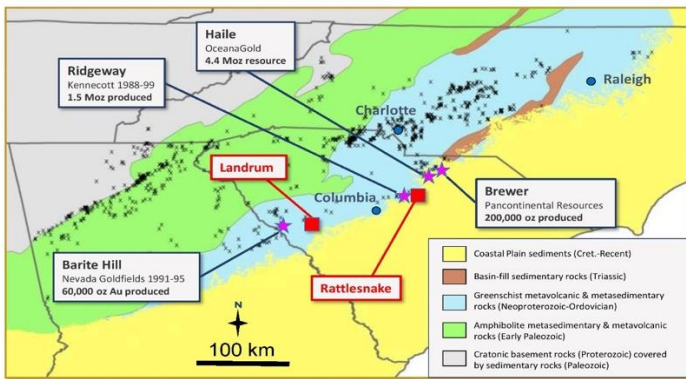 Haile
OceanaGold
4.4 Moz resource
Ridgeway
Kennecott 1988-99
1.5 Moz produced
Raleigh
Charlotte
Landrum
Columbia
Brewer
Pancontinental Resources
200,000 oz produced
Barite Hill
Nevada Goldfields 1991-95
60,000 oz Au produced
Rattlesnake
N
100 km
Coastal Plain sediments (Cret.-Recent)
Basin-fill sedimentary rocks (Triassic)
Greenschist metavolcanic & metasedimentary
rocks (Neoproterozoic-Ordovician)
Amphibolite metasedimentary & metavolcanic
rocks (Early Paleozoic)
Cratonic basement rocks (Proterozoic) covered
by sedimentary rocks (Paleozoic)